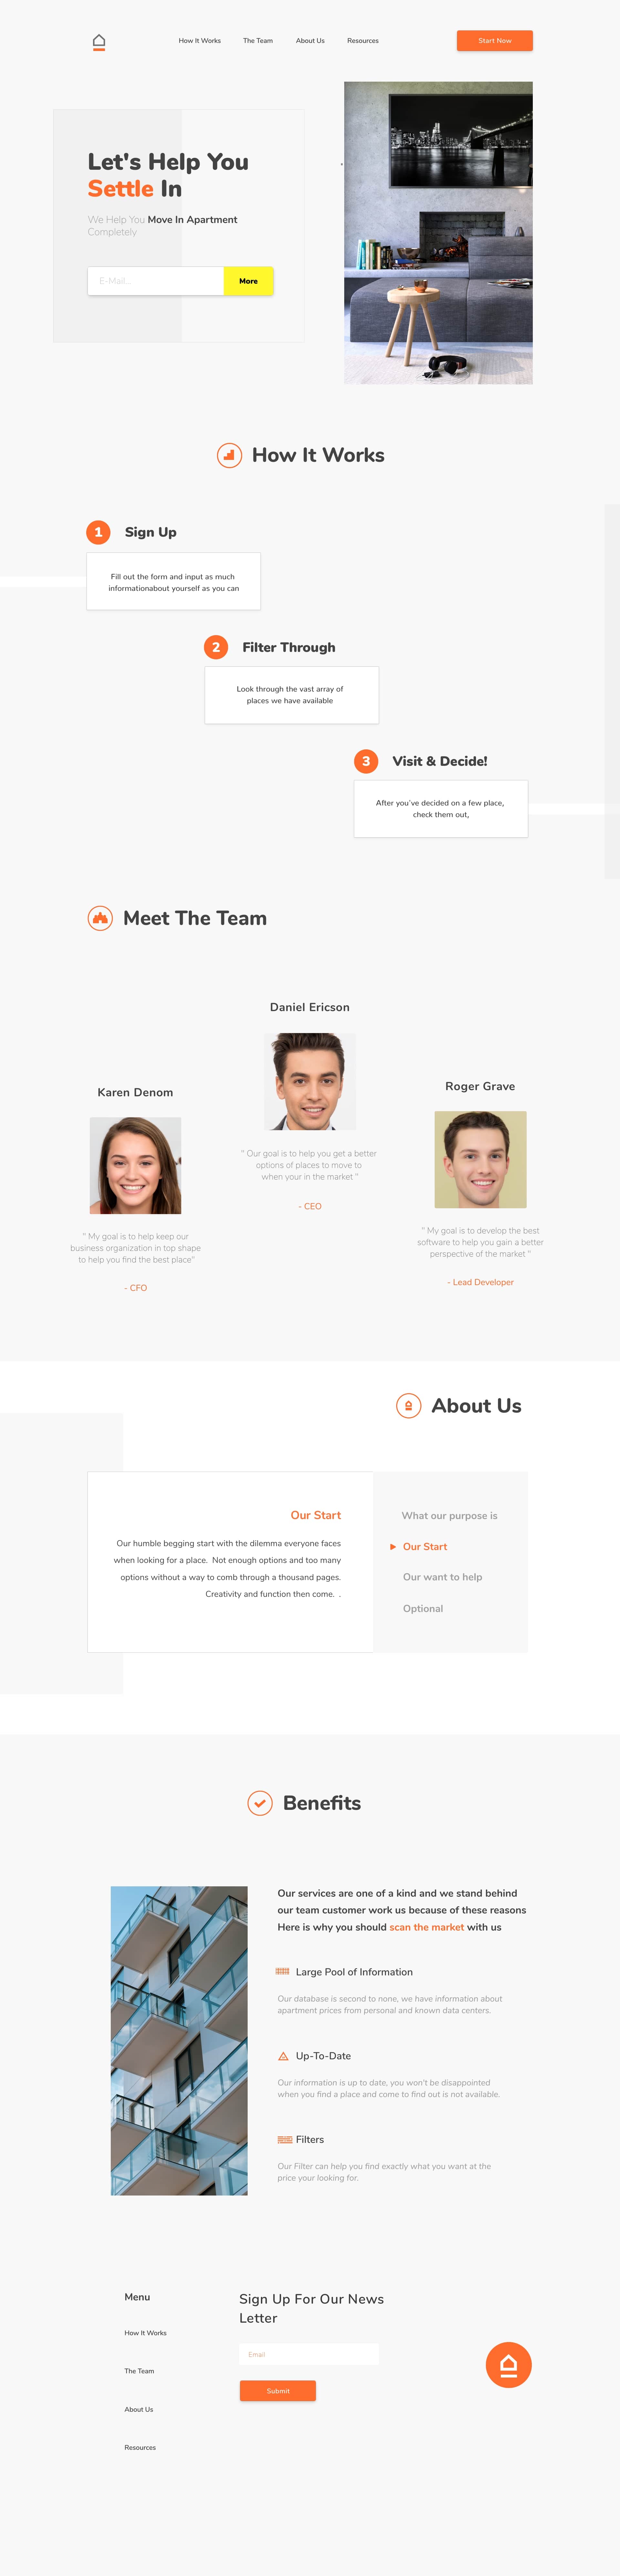 How It Works
The Team
About Us
Resources
Start Now
Let's Help You
Settle In
We Help You Move In Apartment
Completely
E-Mail...
More
How It Works
1
Sign Up
Fill out the form and input as much
informationabout yourself as you can
2
Filter Through
Look through the vast array of
places we have available
3
Visit & Decide!
After you've decided on a few place,
check them out,
Meet The Team
Daniel Ericson
" Our goal is to help you get a better
options of places to move to
when your in the market "
- CEO
Karen Denom
" My goal is to help keep our
business organization in top shape
to help you find the best place"
- CFO
Roger Grave
" My goal is to develop the best
software to help you gain a better
perspective of the market "
- Lead Developer
About Us
Our Start
Our humble begging start with the dilemma everyone faces
when looking for a place.  Not enough options and too many
options without a way to comb through a thousand pages.
Creativity and function then come.  .
What our purpose is
Our Start
Our want to help
Optional
Benefits
Our services are one of a kind and we stand behind
our team customer work us because of these reasons
Here is why you should scan the market with us
Large Pool of Information
Our database is second to none, we have information about
apartment prices from personal and known data centers.
Up-To-Date
Our information is up to date, you won't be disappointed
when you find a place and come to find out is not available.
Filters
Our Filter can help you find exactly what you want at the
price your looking for.
Menu
How It Works
The Team
About Us
Resources
Sign Up For Our News
Letter
Email
Submit